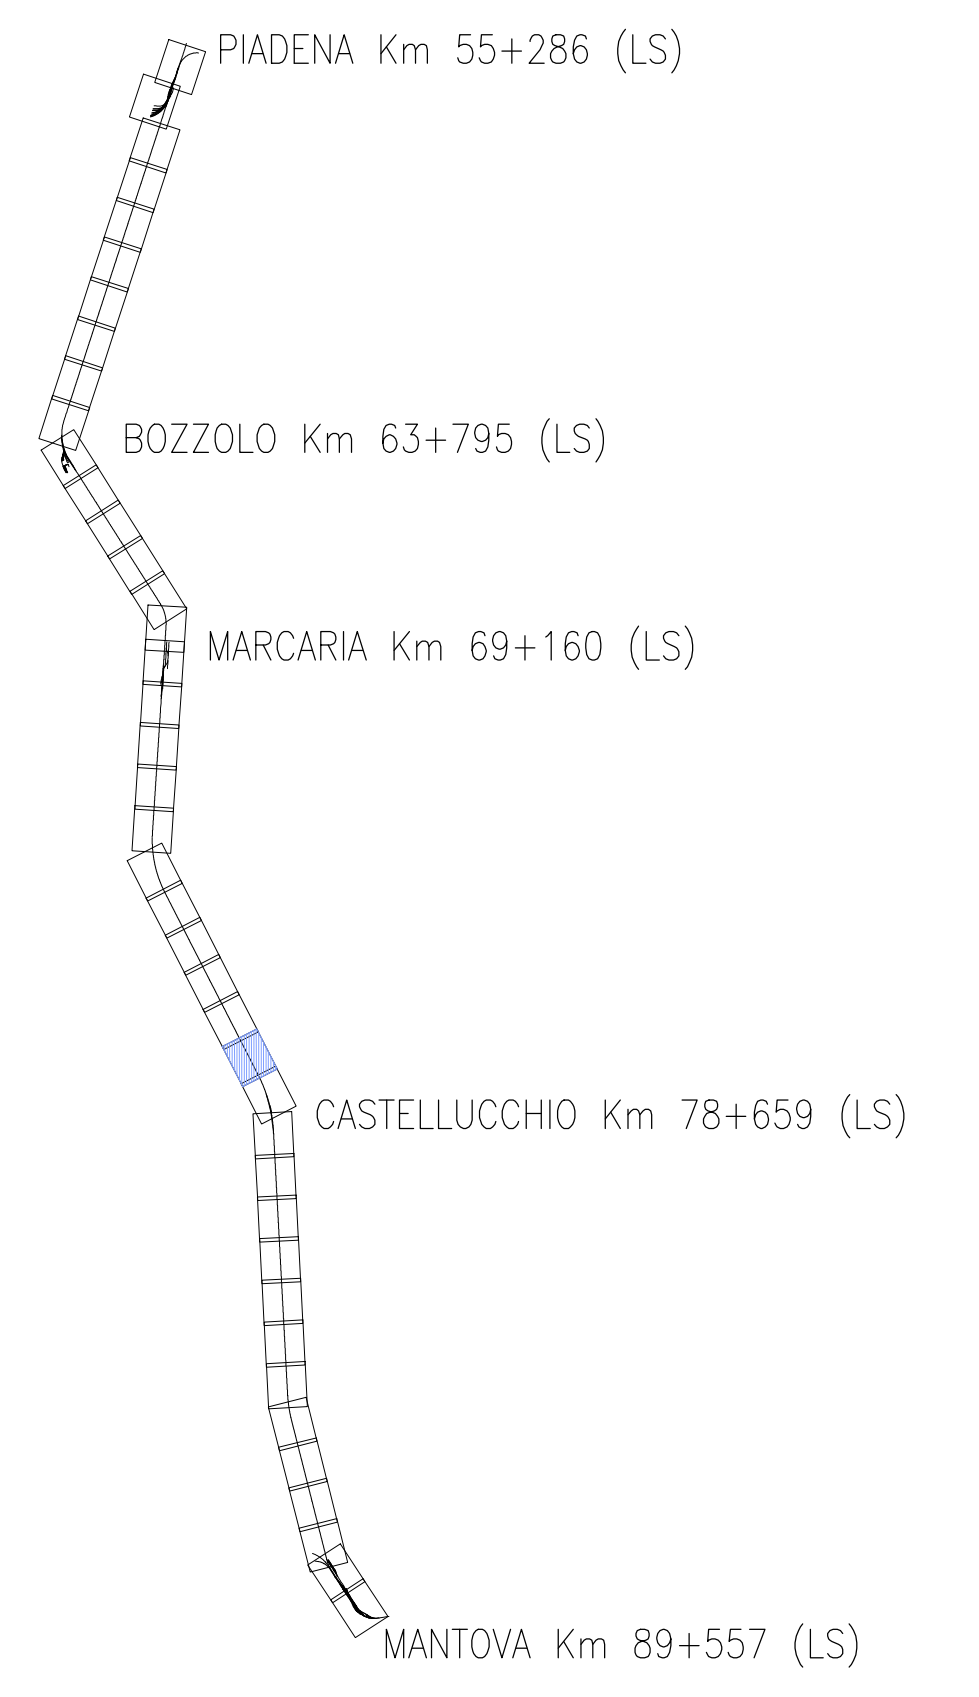 PIADENA Km 55+286 (LS)
BOZZOLO Km 63+795 (LS)
MARCARIA Km 69+160 (LS)
CASTELLUCCHIO Km 78+659 (LS)
MANTOVA Km 89+557 (LS)